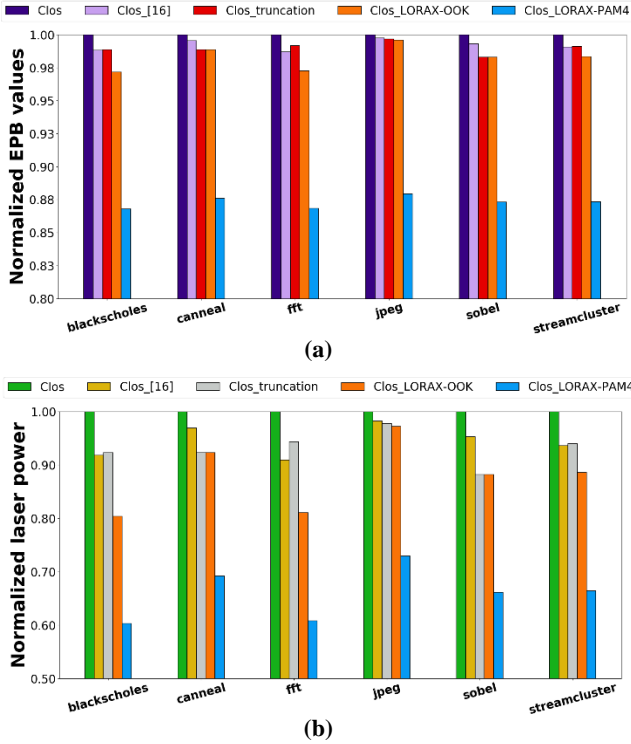 Clos Clos_[16] Clos_truncation Clos_LORAX-OOK Clos_LORAX-PAM4
Normalized EPB values
1.00
0.98
0.95
0.93
0.90
0.88
0.85
0.83
0.80
blackscholes canneal fft jpeg sobel streamcluster
(a)
Clos Clos_[16] Clos_truncation Clos_LORAX-OOK Clos_LORAX-PAM4
Normalized laser power
1.00
0.90
0.80
0.70
0.60
0.50
blackscholes canneal fft jpeg sobel streamcluster
(b)